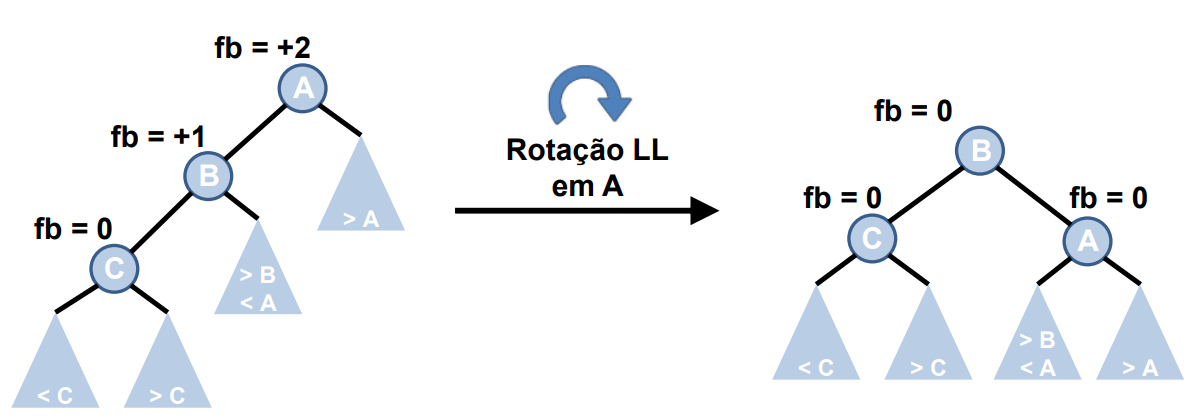 fb = +2
A
fb = +1
B
> A
fb = 0
C
> B
< A
< C
> C
Rotação LL
em A
fb = 0
B
fb = 0
C
fb = 0
A
< C
> C
> B
< A
> A